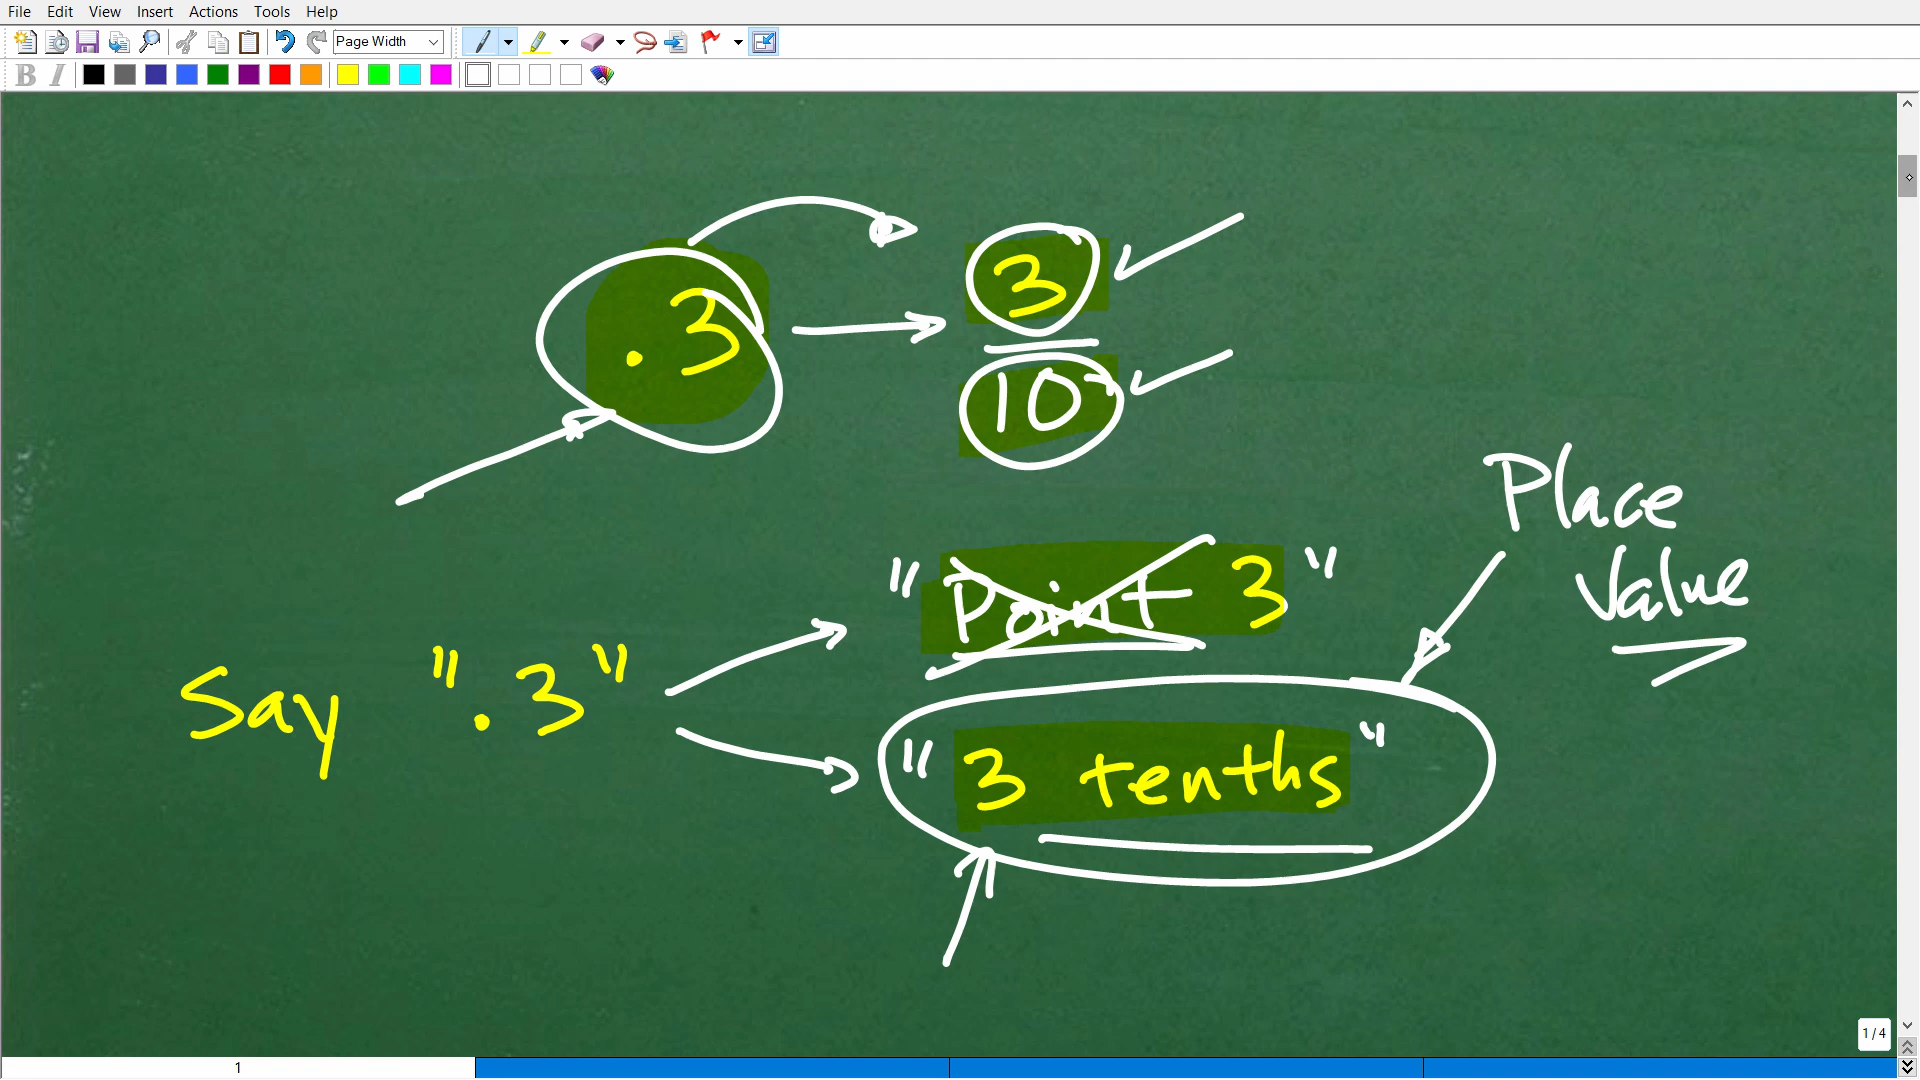 File Edit View Insert Actions Tools Help
Page Width
B I
.3
3
10
Place
Value
"Point 3"
Say ".3"
"3 tenths"
1 / 4
1